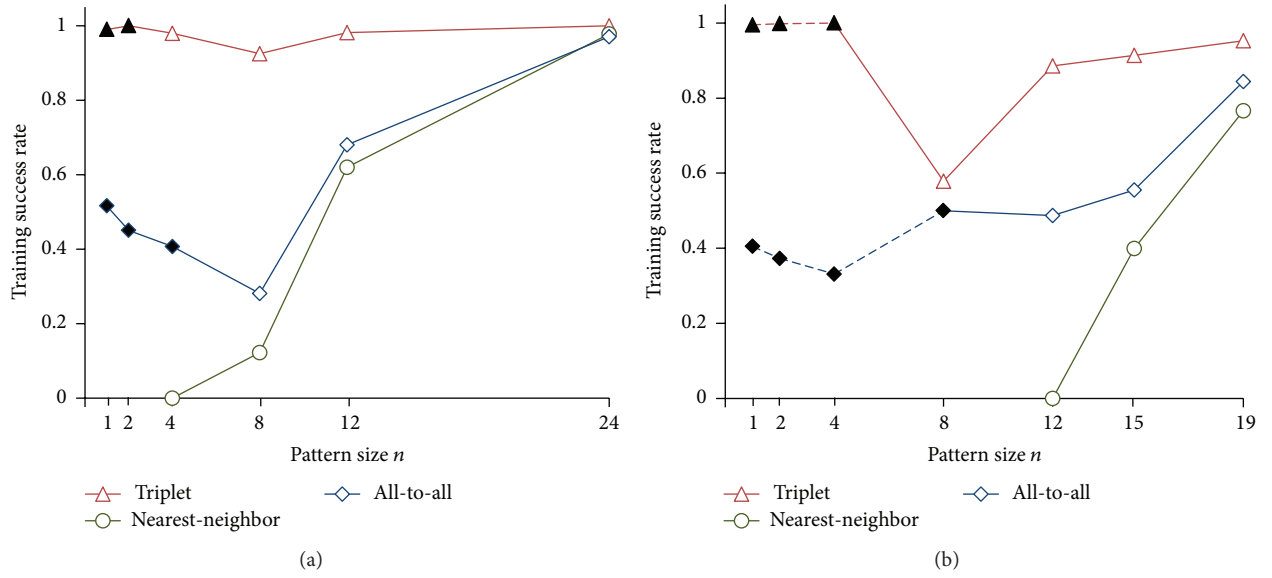 Training success rate
1
0.8
0.6
0.4
0.2
0
1 2 4 8 12 24
Pattern size n
Triplet All-to-all
Nearest-neighbor
(a)
Training success rate
1
0.8
0.6
0.4
0.2
0
1 2 4 8 12 15 19
Pattern size n
Triplet All-to-all
Nearest-neighbor
(b)